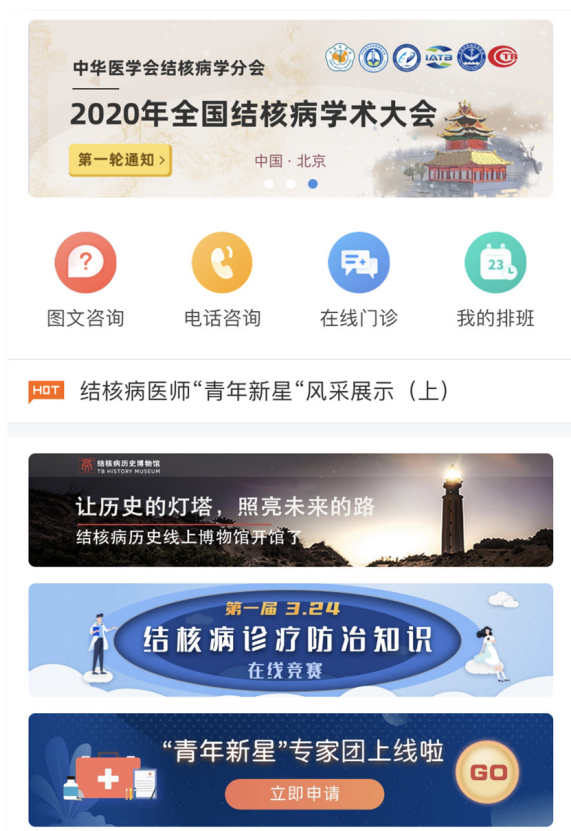 中华医学会结核病学分会
IATB
2020年全国结核病学术大会
第一轮通知 >
中国 · 北京
图文咨询
电话咨询
在线门诊
23
我的排班
HOT
结核病医师“青年新星“风采展示（上）
结核病历史博物馆
TB HISTORY MUSEUM
让历史的灯塔，照亮未来的路
结核病历史线上博物馆开馆了
第一届 3.24
结核病诊疗防治知识
在线竞赛
“青年新星”专家团上线啦
立即申请
GO